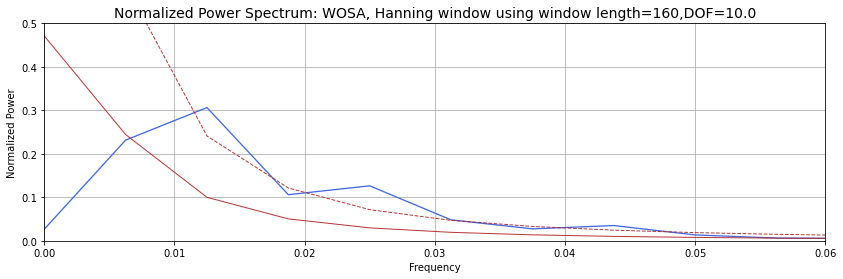 Normalized Power Spectrum: WOSA, Hanning window using window length=160,DOF=10.0
Normalized Power
0.5
0.4
0.3
0.2
0.1
0.0
0.00 0.01 0.02 0.03 0.04 0.05 0.06
Frequency